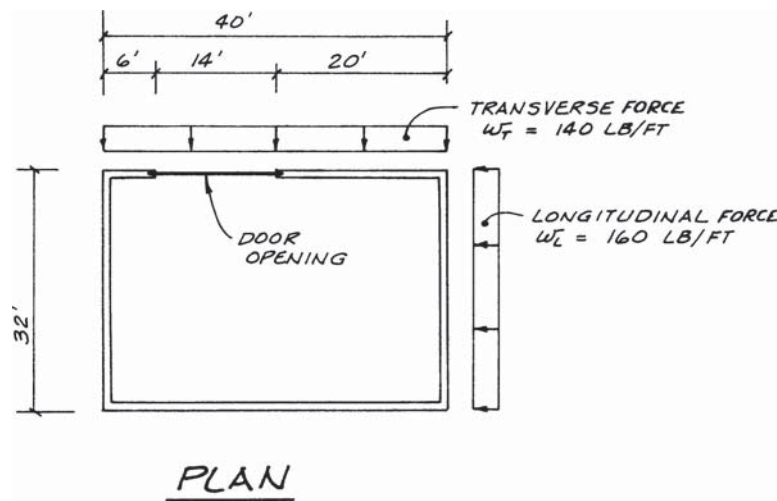 40'
6' 14' 20'
TRANSVERSE FORCE
wT = 140 LB/FT
LONGITUDINAL FORCE
wL = 160 LB/FT
DOOR
OPENING
32'
PLAN